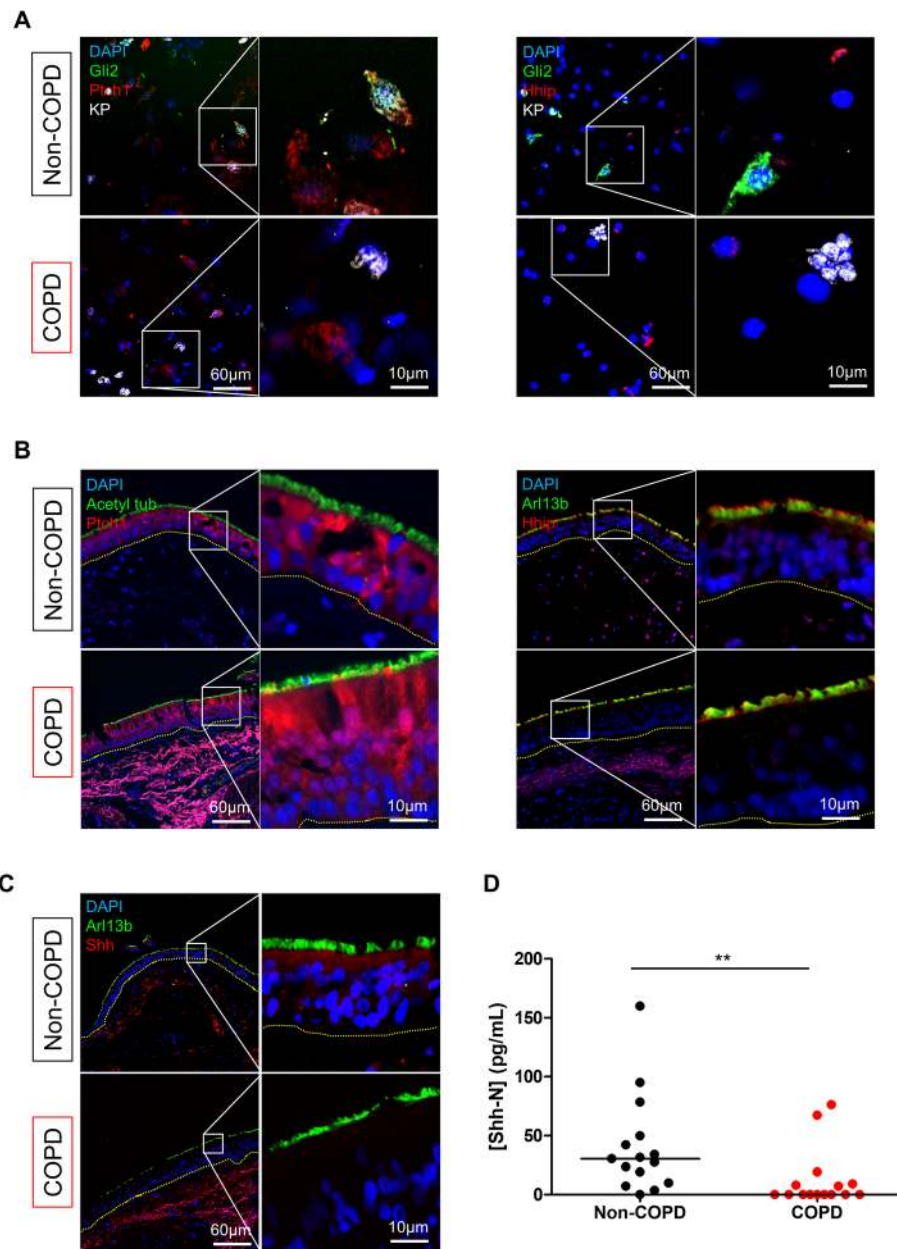 A
Non-COPD
DAPI
Gli2
Ptch1
KP
DAPI
Gli2
Hhip
KP
COPD
60µm
10µm
60µm
10µm
B
Non-COPD
DAPI
Acetyl tub
Ptch1
DAPI
Arl13b
Hhip
COPD
60µm
10µm
60µm
10µm
C
Non-COPD
DAPI
Arl13b
Shh
COPD
60µm
10µm
D
**
[Shh-N] (pg/mL)
200
150
100
50
0
Non-COPD
COPD